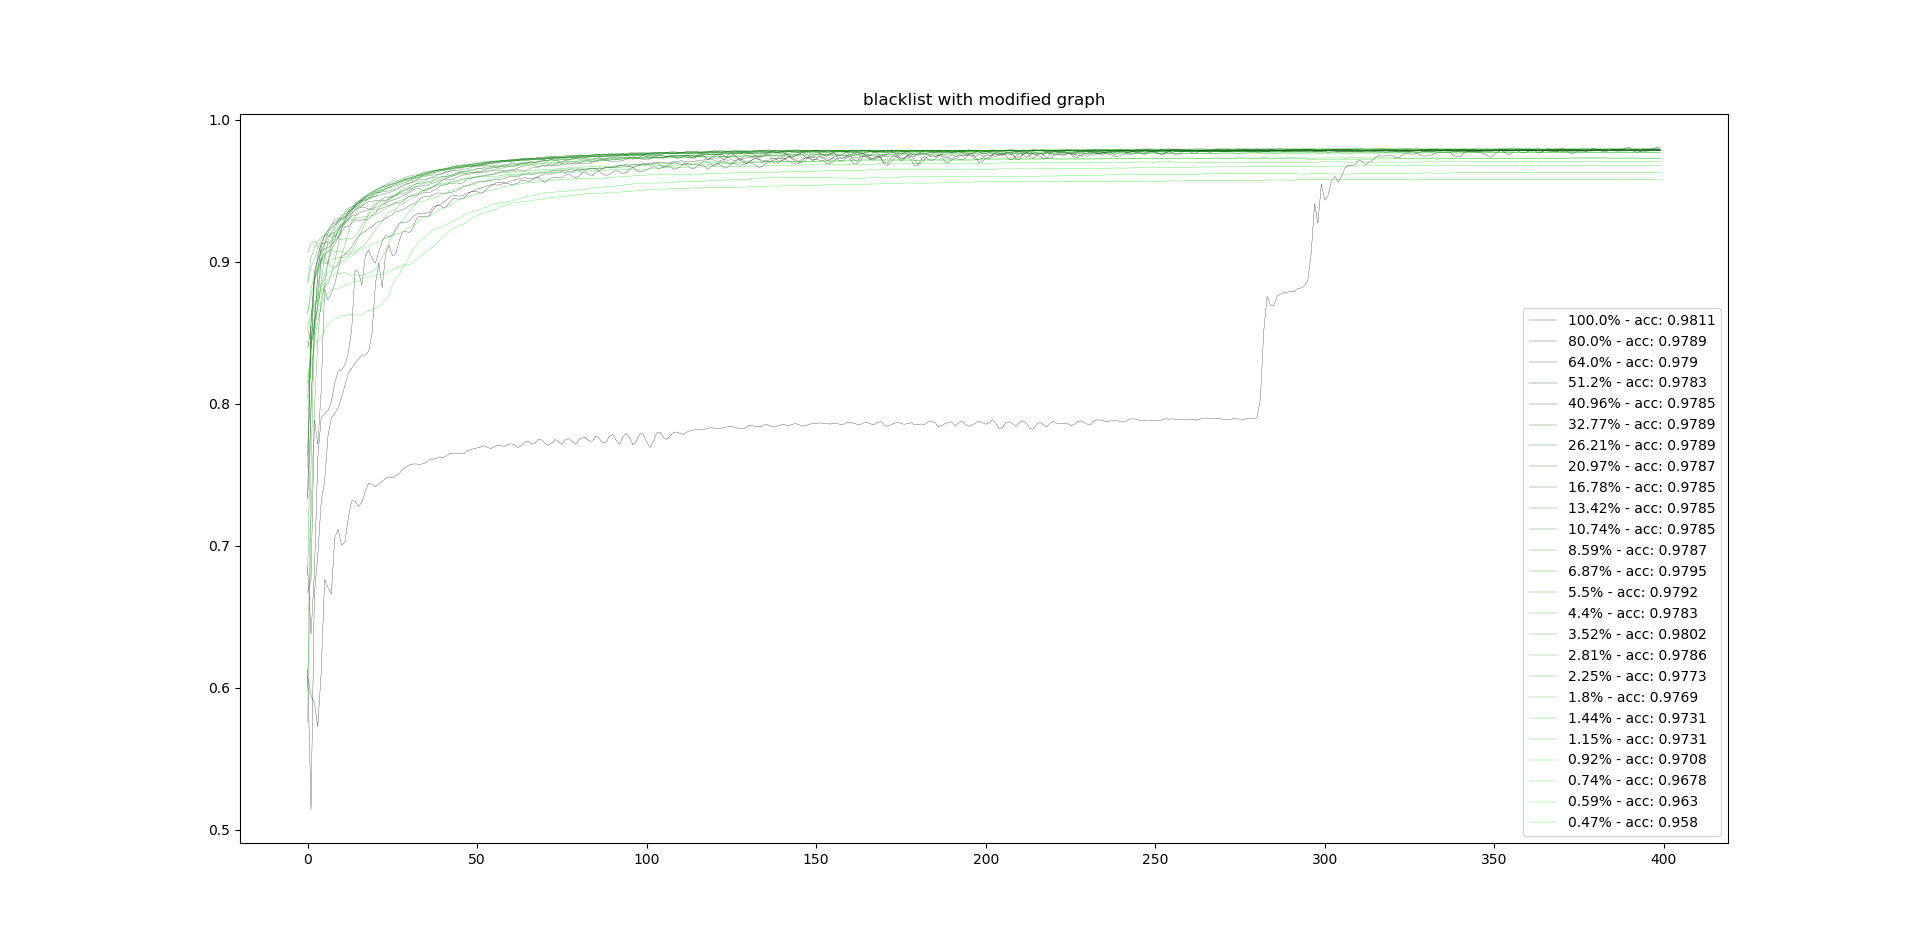 blacklist with modified graph
1.0
0.9
0.8
0.7
0.6
0.5
0 50 100 150 200 250 300 350 400
100.0% - acc: 0.9811
80.0% - acc: 0.9789
64.0% - acc: 0.979
51.2% - acc: 0.9783
40.96% - acc: 0.9785
32.77% - acc: 0.9789
26.21% - acc: 0.9789
20.97% - acc: 0.9787
16.78% - acc: 0.9785
13.42% - acc: 0.9785
10.74% - acc: 0.9785
8.59% - acc: 0.9787
6.87% - acc: 0.9795
5.5% - acc: 0.9792
4.4% - acc: 0.9783
3.52% - acc: 0.9802
2.81% - acc: 0.9786
2.25% - acc: 0.9773
1.8% - acc: 0.9769
1.44% - acc: 0.9731
1.15% - acc: 0.9731
0.92% - acc: 0.9708
0.74% - acc: 0.9678
0.59% - acc: 0.963
0.47% - acc: 0.958